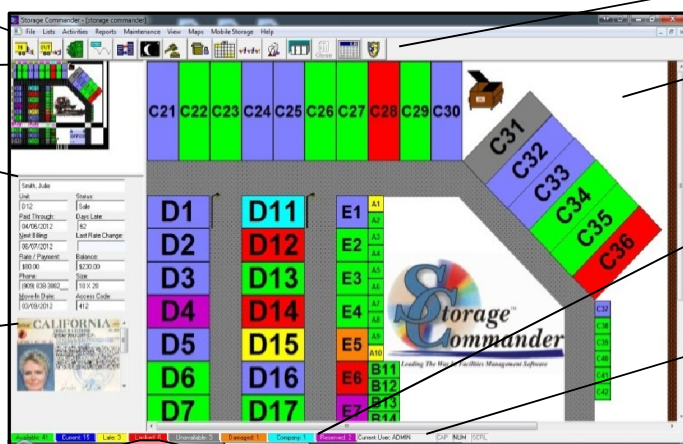 Storage Commander - [storage commander]
File Lists Activities Reports Maintenance View Maps Mobile Storage Help
C21 C22 C23 C24 C25 C26 C27 C28 C29 C30
C31
C32
C33
C34
C35
C36
Smith, Julie
Unit: Status:
D12 Sale
Paid Through: Days Late
04/06/2012 62
Next Billing: Last Rate Change:
06/07/2012
Rate / Payment: Balance:
$80.00 $230.00
Phone: Size:
(909) 838-3882 10 X 20
Move-In Date: Access Code:
03/09/2012 412
CALIFORNIA
D1 D11 E1 A1
A2
D2 D12 E2 A3
A4
D3 D13 E3 A5
A6
D4 D14 E4 A7
A8
D5 D15 E5 A9
A10
D6 D16 E6 B11
B12
D7 D17 E7 B13
B14
C37
C38
C39
C40
C41
C42
Storage™
Commander
Leading The Way In Facilities Management Software
Available: 41 Current: 15 Late: 3 Unavailable: 3 Damaged: 1 Company: 1 Reserved: 2 Current User: ADMIN CAP NUM SCRL